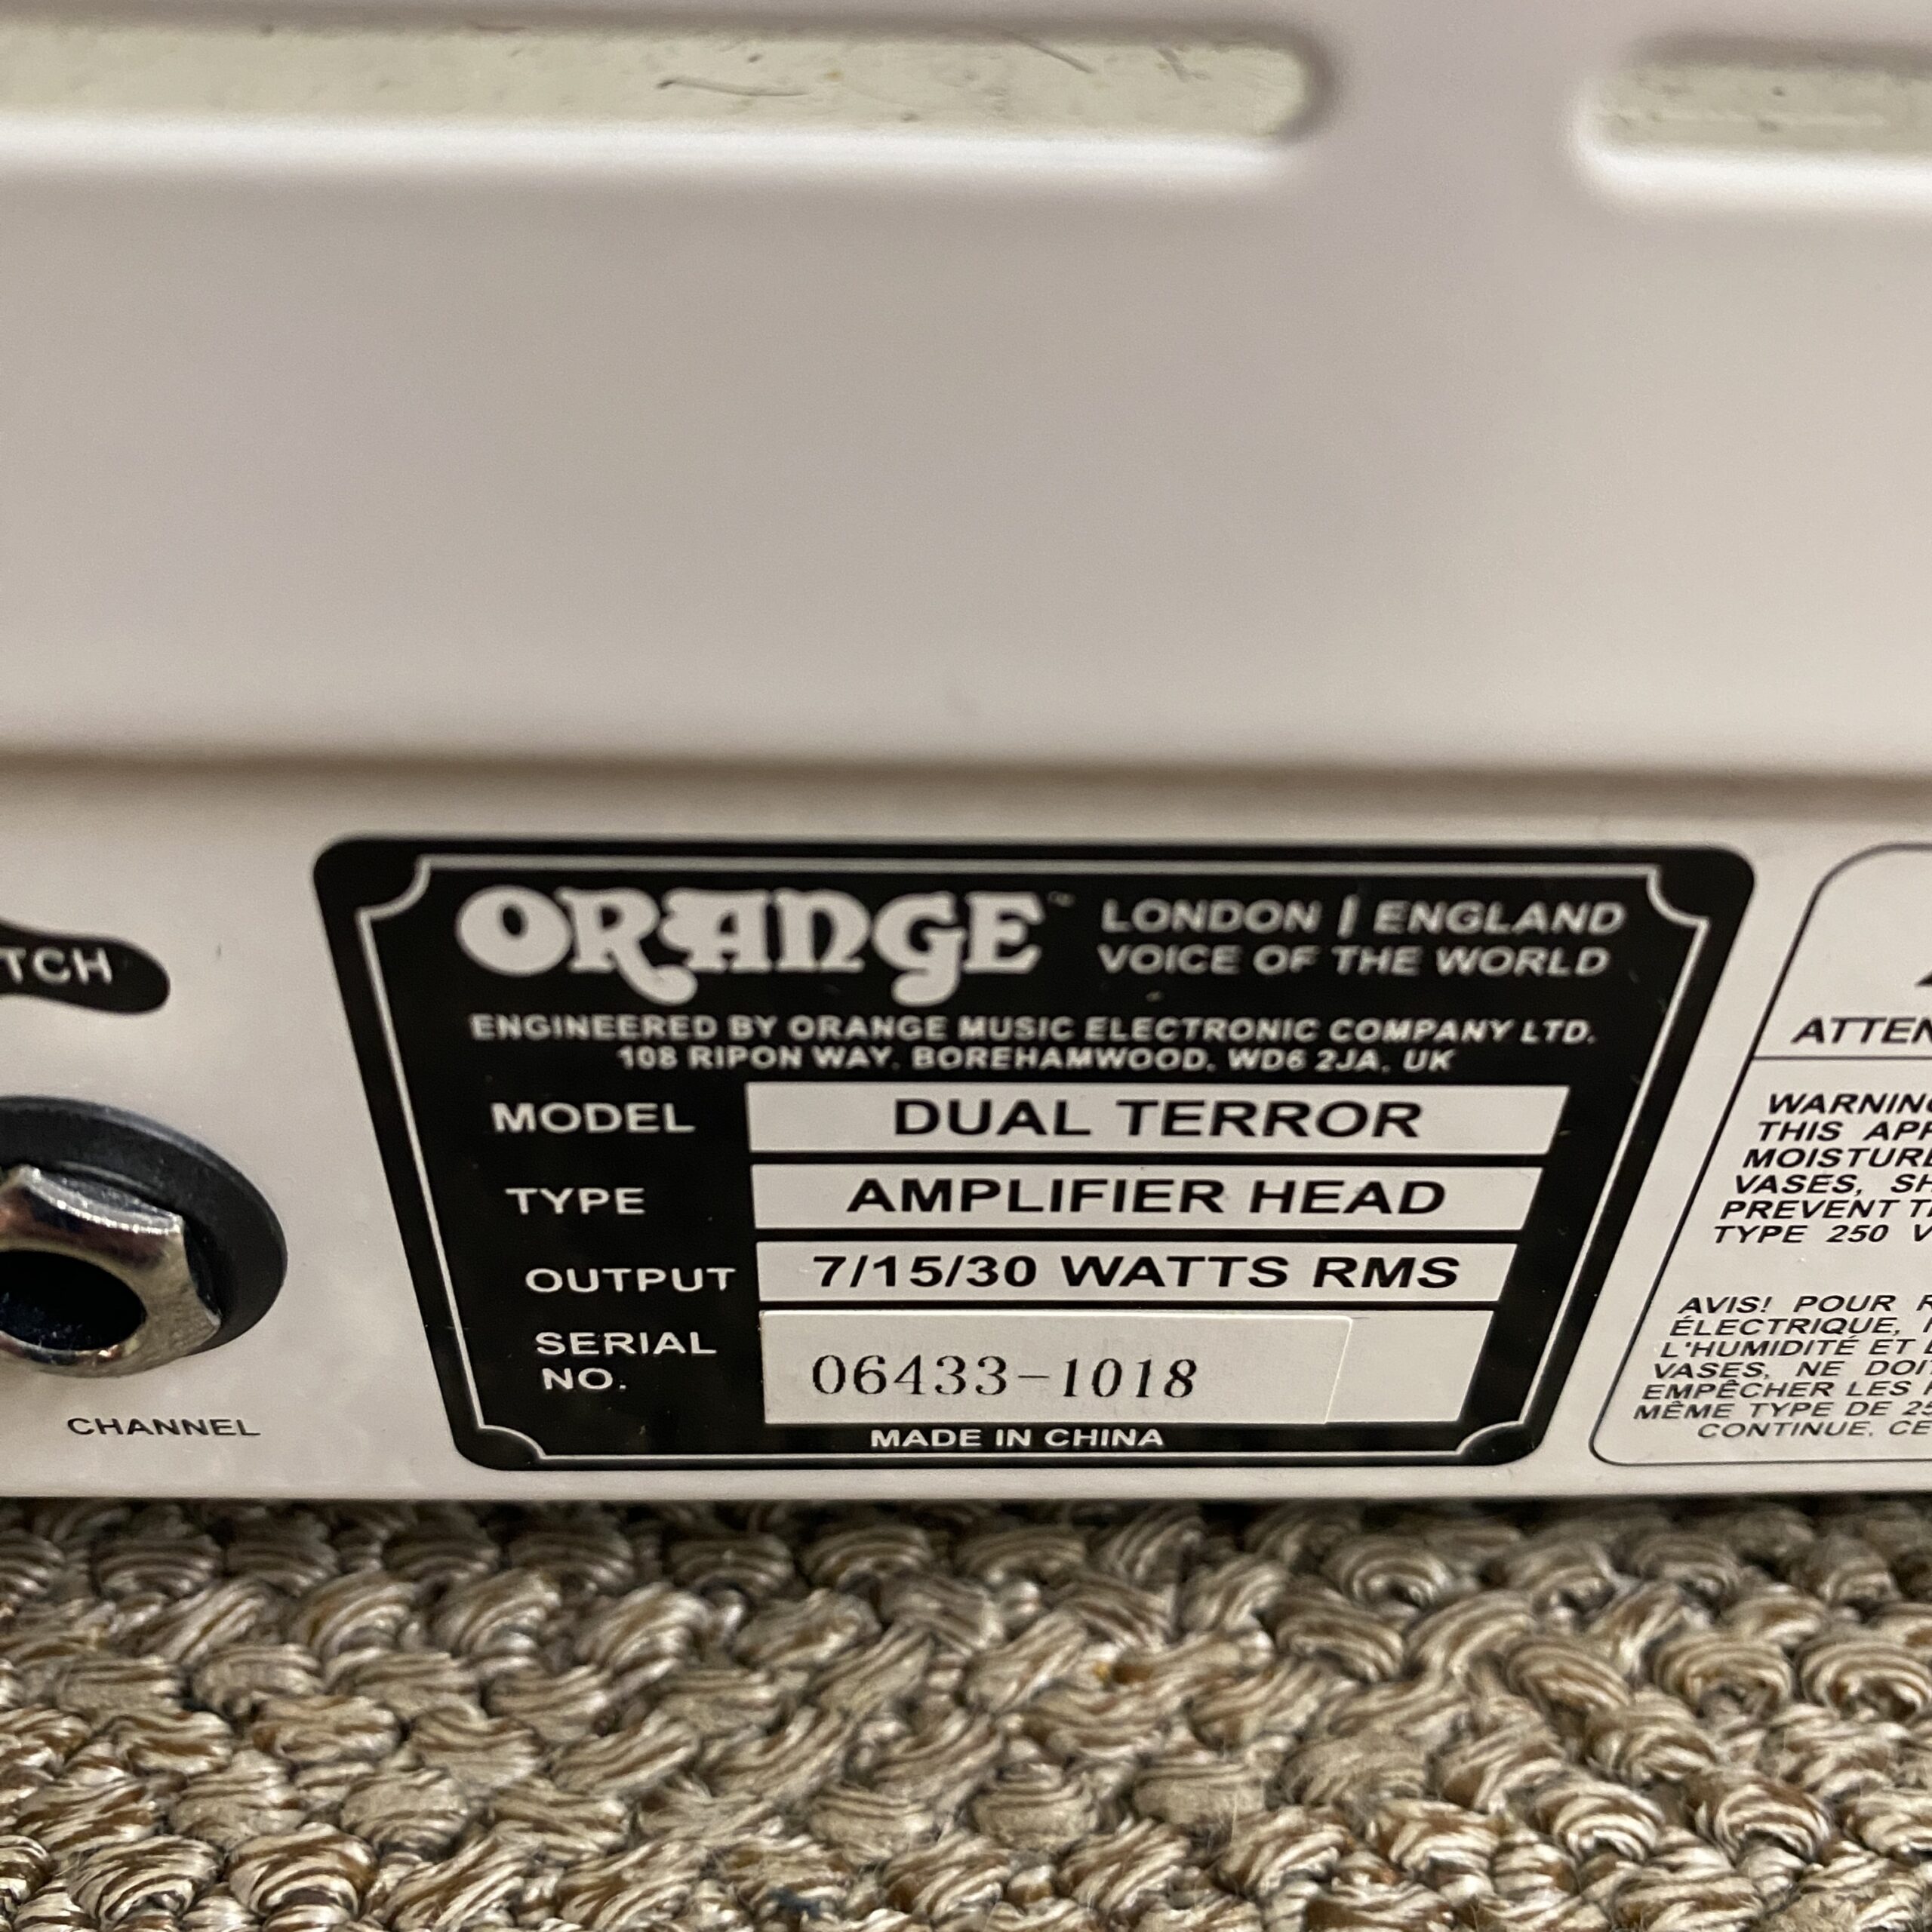 TCH
CHANNEL
ORANGE™
LONDON | ENGLAND
VOICE OF THE WORLD
ENGINEERED BY ORANGE MUSIC ELECTRONIC COMPANY LTD.
108 RIPON WAY. BOREHAMWOOD. WD6 2JA. UK
MODEL DUAL TERROR
TYPE AMPLIFIER HEAD
OUTPUT 7/15/30 WATTS RMS
SERIAL
NO. 06433-1018
MADE IN CHINA
ATTEN
WARNING
THIS APP
MOISTURE
VASES, SH
PREVENT T
TYPE 250 V
AVIS! POUR R
ÉLECTRIQUE,
L'HUMIDITÉ ET
VASES, NE DOI
EMPÊCHER LES
MÊME TYPE DE 25
CONTINUE. CE